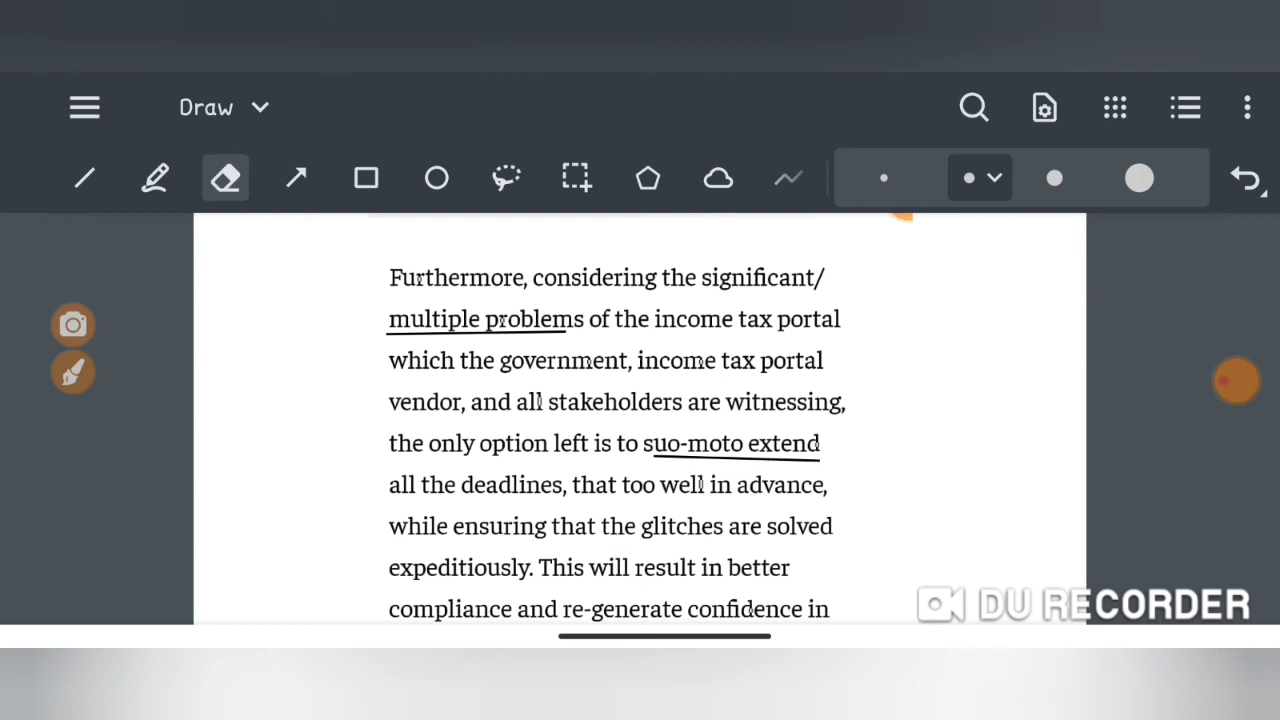 Draw
Furthermore, considering the significant/
multiple problems of the income tax portal
which the government, income tax portal
vendor, and all stakeholders are witnessing,
the only option left is to suo-moto extend
all the deadlines, that too well in advance,
while ensuring that the glitches are solved
expeditiously. This will result in better
compliance and re-generate confidence in
DU RECORDER